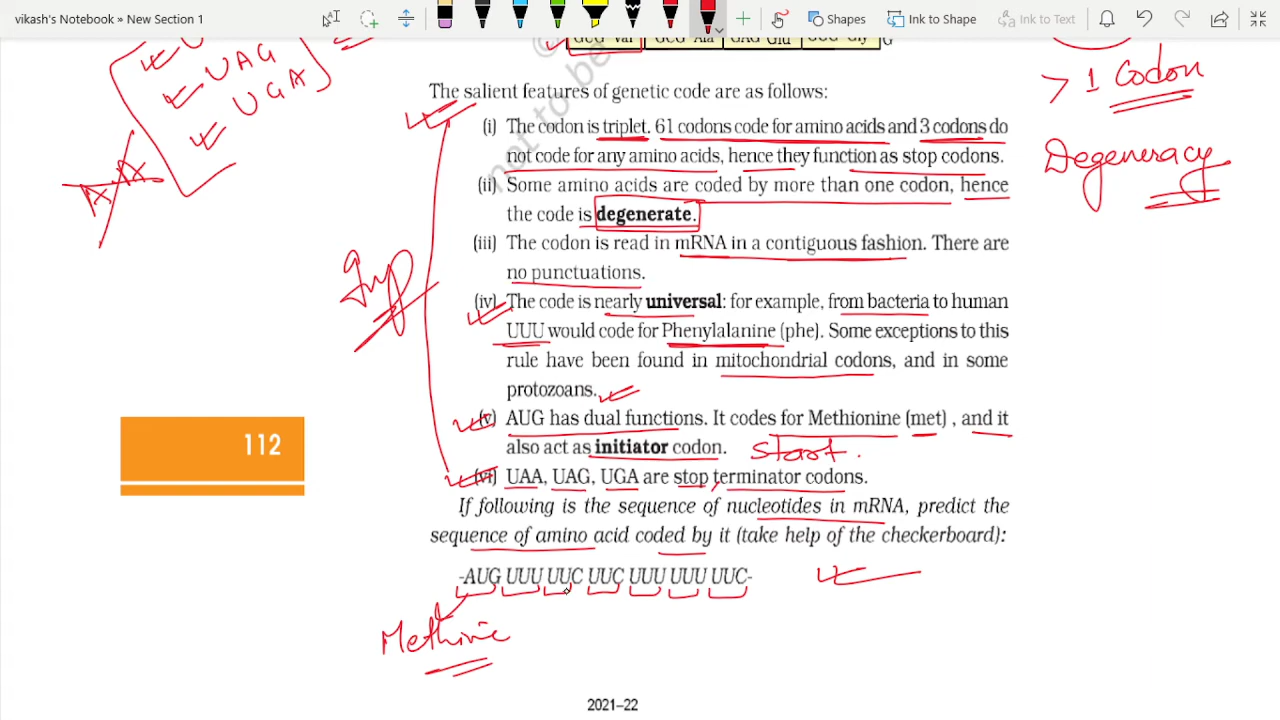 vikash's Notebook » New Section 1
Shapes
Ink to Shape
Ink to Text
UAG
UGA
GCG Ala
G
> 1 Codon
Degeneracy
AA
not to be
The salient features of genetic code are as follows:
(i) The codon is triplet. 61 codons code for amino acids and 3 codons do
not code for any amino acids, hence they function as stop codons.
(ii) Some amino acids are coded by more than one codon, hence
the code is degenerate.
(iii) The codon is read in mRNA in a contiguous fashion. There are
no punctuations.
Imp
(iv) The code is nearly universal: for example, from bacteria to human
UUU would code for Phenylalanine (phe). Some exceptions to this
rule have been found in mitochondrial codons, and in some
protozoans.
(v) AUG has dual functions. It codes for Methionine (met) , and it
also act as initiator codon. start.
(vi) UAA, UAG, UGA are stop terminator codons.
112
If following is the sequence of nucleotides in mRNA, predict the
sequence of amino acid coded by it (take help of the checkerboard):
-AUG UUU UUC UUC UUU UUU UUC-
2021–22